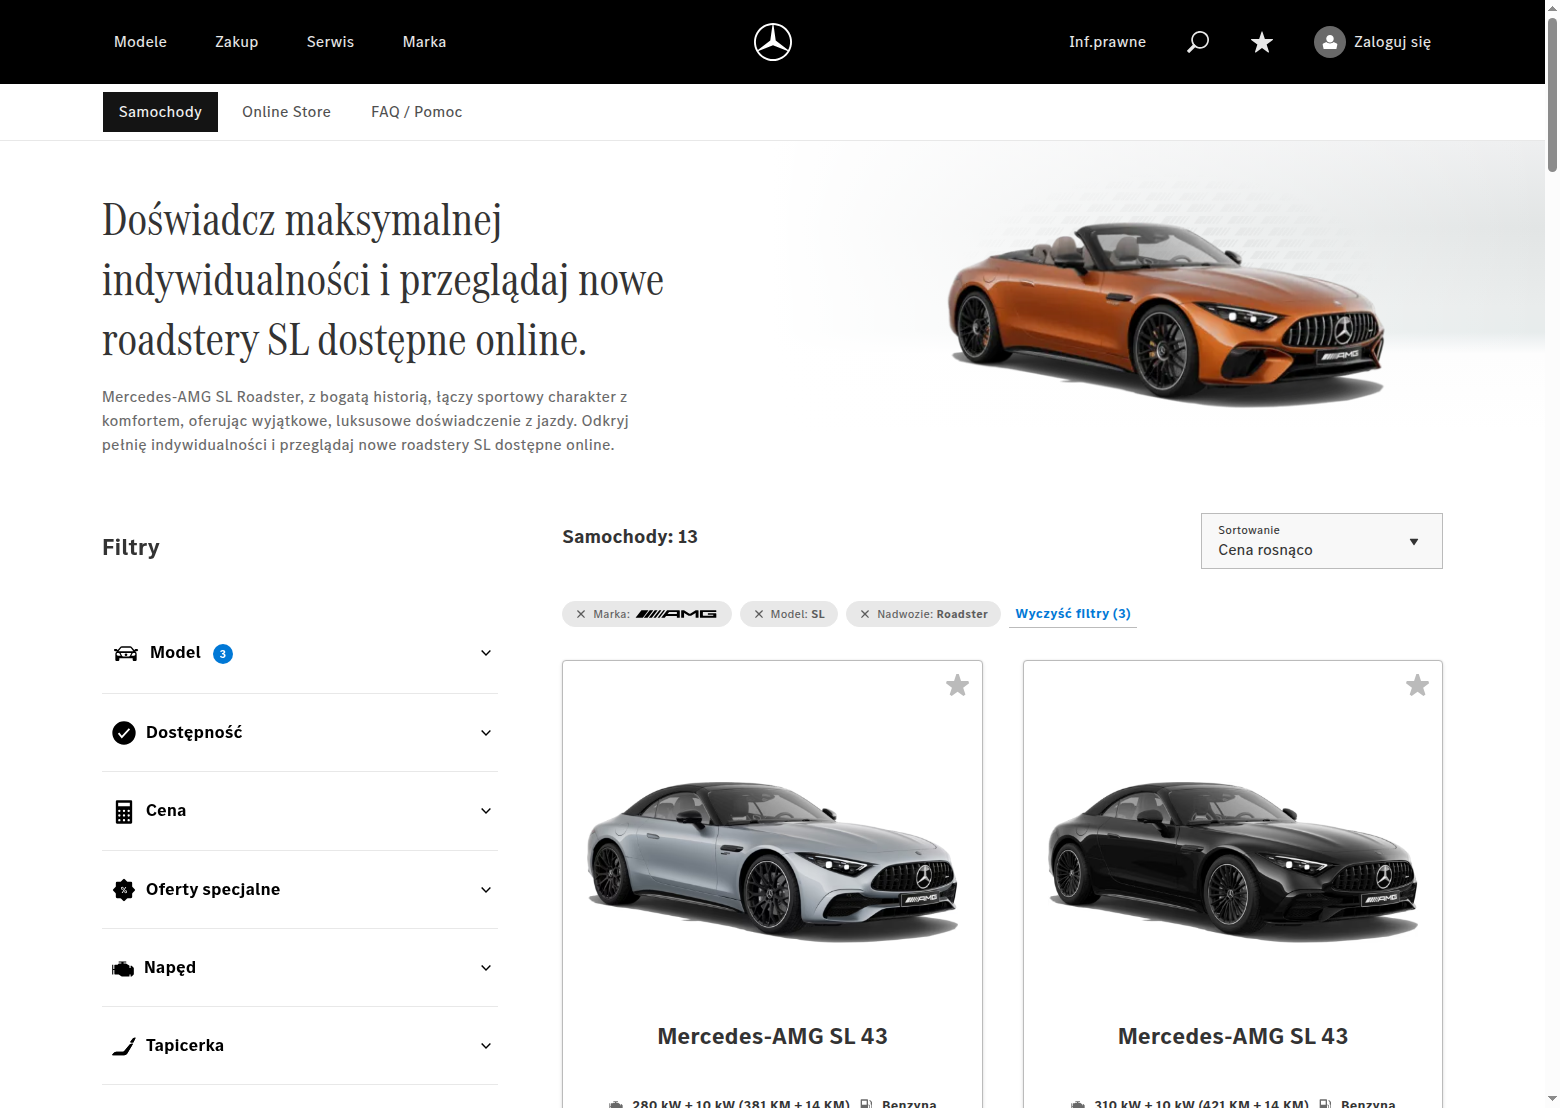 Modele
Zakup
Serwis
Marka
Inf.prawne
Zaloguj się
Samochody
Online Store
FAQ / Pomoc
Doświadcz maksymalnej
indywidualności i przeglądaj nowe
roadstery SL dostępne online.
Mercedes-AMG SL Roadster, z bogatą historią, łączy sportowy charakter z
komfortem, oferując wyjątkowe, luksusowe doświadczenie z jazdy. Odkryj
pełnię indywidualności i przeglądaj nowe roadstery SL dostępne online.
AMG
Filtry
Samochody: 13
Sortowanie
Cena rosnąco
Marka: AMG
Model: SL
Nadwozie: Roadster
Wyczyść filtry (3)
Model 3
Dostępność
Cena
Oferty specjalne
Napęd
Tapicerka
AMG
Mercedes-AMG SL 43
280 kW + 10 kW (381 KM + 14 KM) Benzyna
AMG
Mercedes-AMG SL 43
310 kW + 10 kW (421 KM + 14 KM) Benzyna